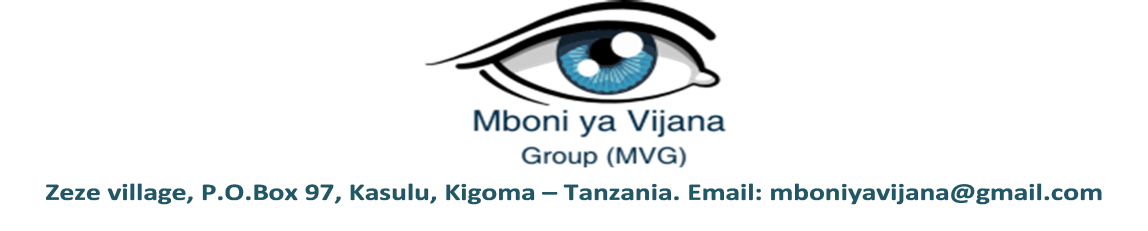 Mboni ya Vijana
Group (MVG)
Zeze village, P.O.Box 97, Kasulu, Kigoma – Tanzania. Email: mboniyavijana@gmail.com